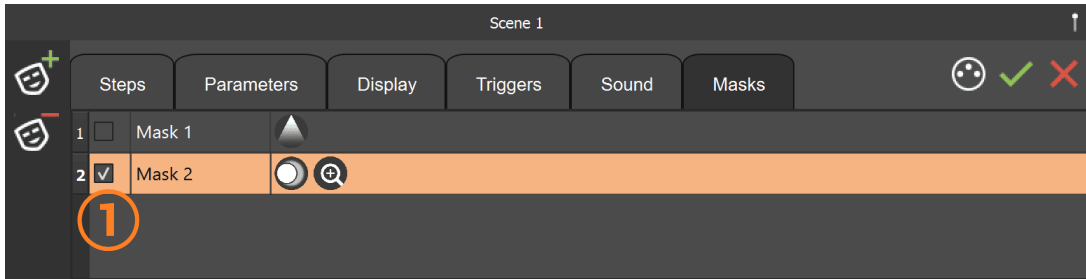 Scene 1
Steps Parameters Display Triggers Sound Masks
1 Mask 1
2 Mask 2
1